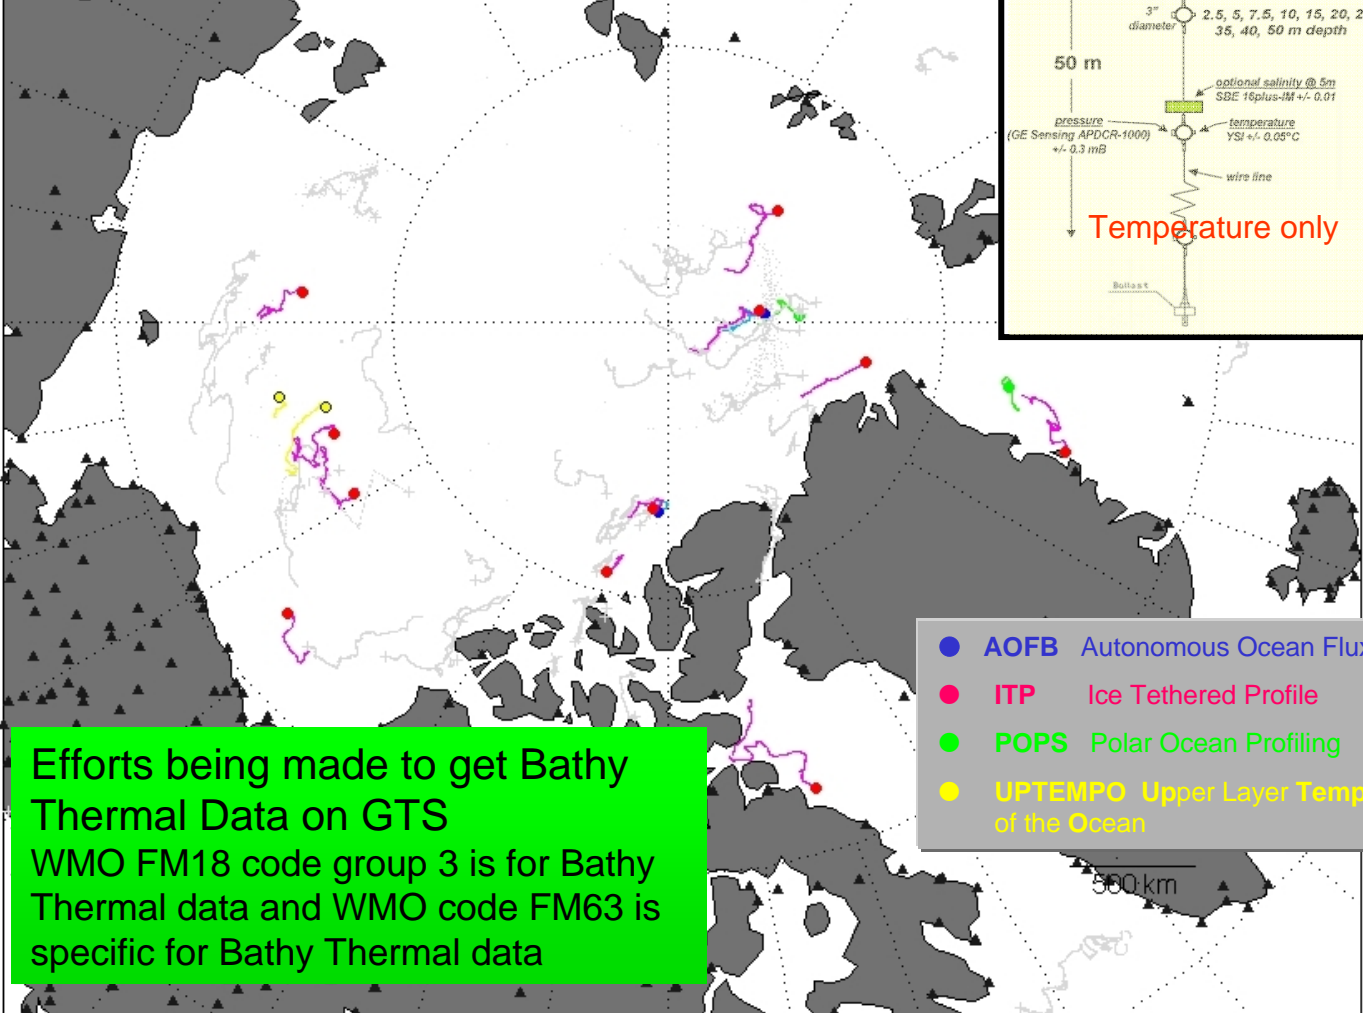 3"
diameter
2.5, 5, 7.5, 10, 15, 20, 2
35, 40, 50 m depth
50 m
optional salinity @ 5m
SBE 16plus-IM +/- 0.01
pressure
(GE Sensing APDCR-1000)
+/- 0.3 mB
temperature
YSI +/- 0.05°C
wire line
Temperature only
Ballast
AOFB Autonomous Ocean Flux
ITP Ice Tethered Profile
POPS Polar Ocean Profiling
UPTEMPO Upper Layer Temp
of the Ocean
500 km
Efforts being made to get Bathy
Thermal Data on GTS
WMO FM18 code group 3 is for Bathy
Thermal data and WMO code FM63 is
specific for Bathy Thermal data